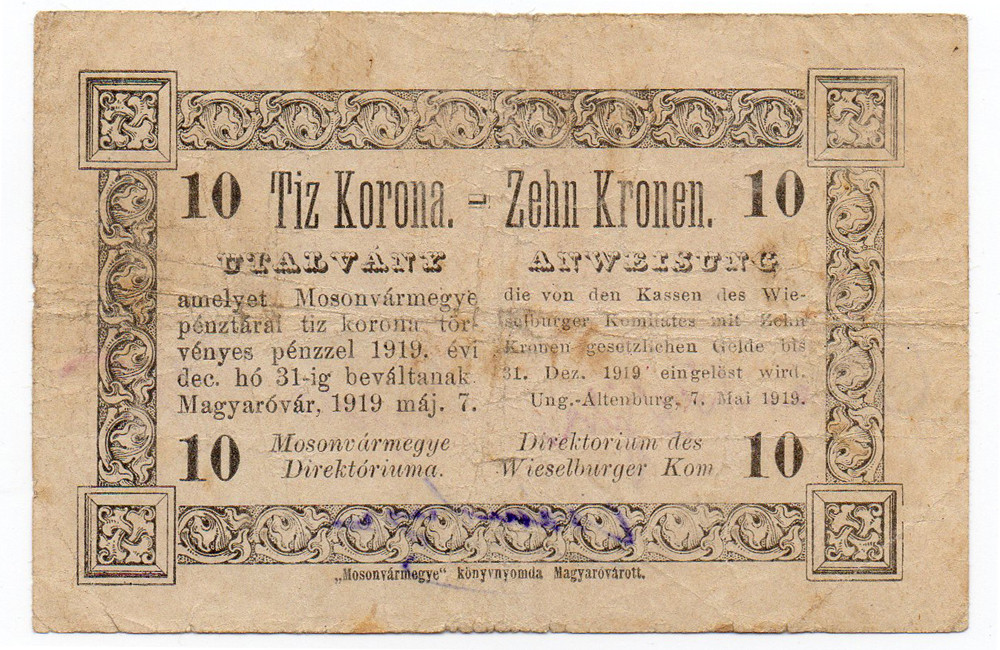 10 Tiz Korona. - Zehn Kronen. 10
UTALVÁNY
amelyet Mosonvármegye
pénztárai tiz korona tör-
vényes pénzzel 1919. évi
dec. hó 31-ig beváltanak.
Magyaróvár, 1919 máj. 7.
ANWEISUNG
die von den Kassen des Wie-
selburger Komitates mit Zehn
Kronen gesetzlichen Gelde bis
31. Dez. 1919 eingelöst wird.
Ung.-Altenburg, 7. Mai 1919.
10 Mosonvármegye
Direktóriuma.
Direktorium des 10
Wieselburger Kom
„Mosonvármegye" könyvnyomda Magyaróvárott.